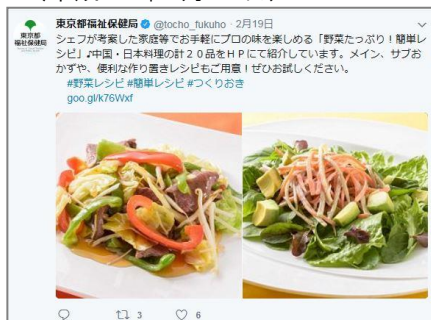 東京都
福祉保健局
東京都福祉保健局 @tocho_fukuho · 2月19日
シェフが考案した家庭等でお手軽にプロの味を楽しめる「野菜たっぷり！簡単レ
シピ」♪中国・日本料理の計２０品をＨＰにて紹介しています。メイン、サブお
かずや、便利な作り置きレシピもご用意！ぜひお試しください。
#野菜レシピ #簡単レシピ #つくりおき
goo.gl/k76Wxf
3 6